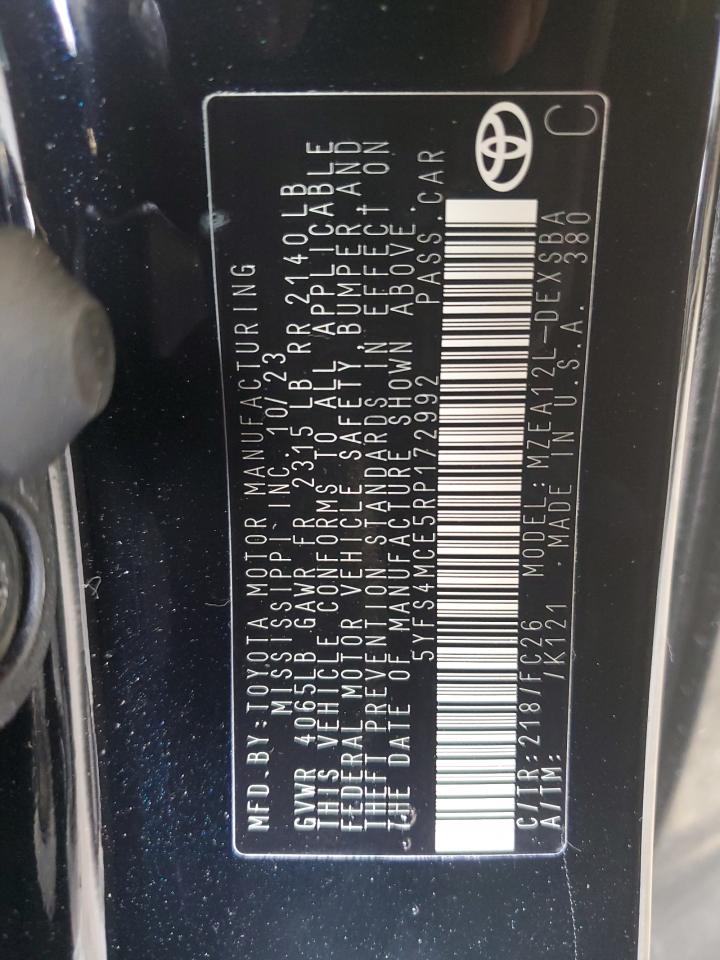 MFD.BY:TOYOTA MOTOR MANUFACTURING
MISSISSIPPI INC. 10/23
GVWR 4065LB GAWR FR 2315 LB RR 2140LB
THIS VEHICLE CONFORMS TO ALL APPLICABLE
FEDERAL MOTOR VEHICLE SAFETY, BUMPER AND
THEFT PREVENTION STANDARDS IN EFFECT ON
THE DATE OF MANUFACTURE SHOWN ABOVE.
5YFS4MCE5RP172992 PASS.CAR
C/TR:218/FC26 MODEL:MZEA12L-DEXSBA
A/TM: /K121 .MADE IN U.S.A. 380
C